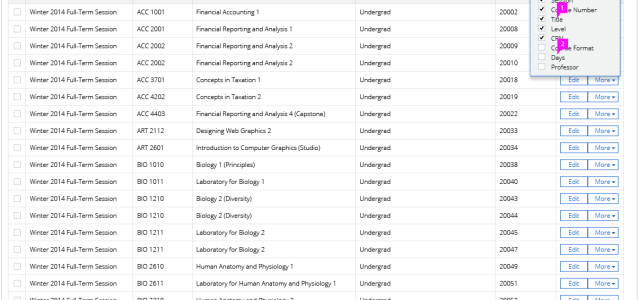 Session
Winter 2014 Full-Term Session ACC 1001 Financial Accounting 1 Undergrad 20002
Number
1
Title
Winter 2014 Full-Term Session ACC 2001 Financial Reporting and Analysis 1 Undergrad 20008
Level
CRN
Winter 2014 Full-Term Session ACC 2002 Financial Reporting and Analysis 2 Undergrad 20009
2
Format
Days
Winter 2014 Full-Term Session ACC 2002 Financial Reporting and Analysis 2 Undergrad 20010
Professor
Winter 2014 Full-Term Session ACC 3701 Concepts in Taxation 1 Undergrad 20018 Edit More
Winter 2014 Full-Term Session ACC 4202 Concepts in Taxation 2 Undergrad 20019 Edit More
Winter 2014 Full-Term Session ACC 4403 Financial Reporting and Analysis 4 (Capstone) Undergrad 20022 Edit More
Winter 2014 Full-Term Session ART 2112 Designing Web Graphics 2 Undergrad 20033 Edit More
Winter 2014 Full-Term Session ART 2601 Introduction to Computer Graphics (Studio) Undergrad 20034 Edit More
Winter 2014 Full-Term Session BIO 1010 Biology 1 (Principles) Undergrad 20038 Edit More
Winter 2014 Full-Term Session BIO 1011 Laboratory for Biology 1 Undergrad 20040 Edit More
Winter 2014 Full-Term Session BIO 1210 Biology 2 (Diversity) Undergrad 20043 Edit More
Winter 2014 Full-Term Session BIO 1210 Biology 2 (Diversity) Undergrad 20044 Edit More
Winter 2014 Full-Term Session BIO 1211 Laboratory for Biology 2 Undergrad 20045 Edit More
Winter 2014 Full-Term Session BIO 1211 Laboratory for Biology 2 Undergrad 20047 Edit More
Winter 2014 Full-Term Session BIO 2610 Human Anatomy and Physiology 1 Undergrad 20049 Edit More
Winter 2014 Full-Term Session BIO 2611 Laboratory for Human Anatomy and Physiology 1 Undergrad 20051 Edit More